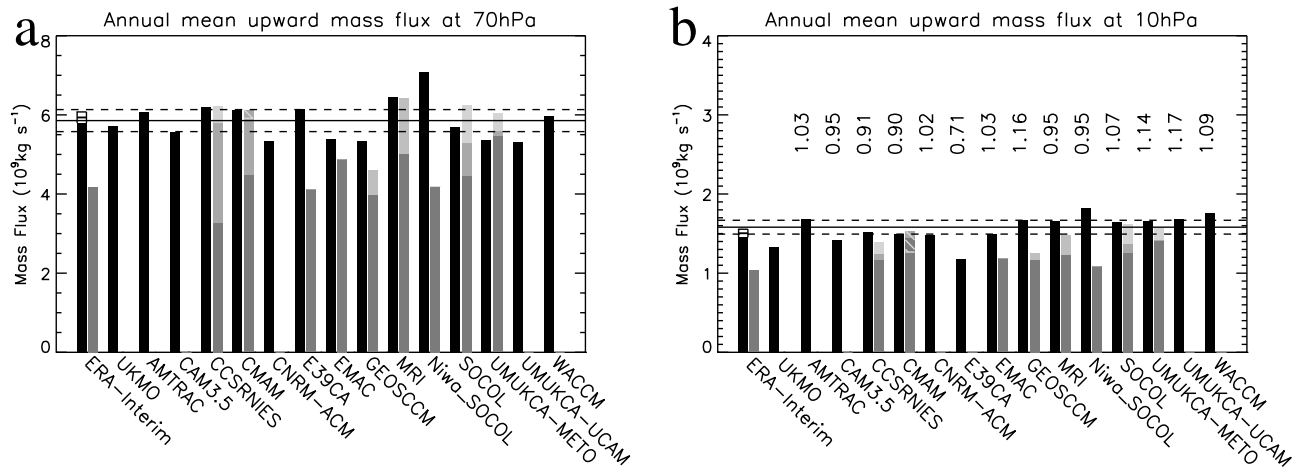 a
Annual mean upward mass flux at 70hPa
Mass Flux (10⁹kg s⁻¹)
8
6
4
2
0
ERA-Interim
UKMO
AMTRAC
CAM3.5
CCSRNIES
CMAM
CNRM-ACM
E39CA
EMAC
GEOSCCM
MRI
Niwa_SOCOL
SOCOL
UMUKCA-METO
UMUKCA-UCAM
WACCM
b
Annual mean upward mass flux at 10hPa
Mass Flux (10⁹kg s⁻¹)
4
3
2
1
0
1.03
0.95
0.91
0.90
1.02
0.71
1.03
1.16
0.95
0.95
1.07
1.14
1.17
1.09
ERA-Interim
UKMO
AMTRAC
CAM3.5
CCSRNIES
CMAM
CNRM-ACM
E39CA
EMAC
GEOSCCM
MRI
Niwa_SOCOL
SOCOL
UMUKCA-METO
UMUKCA-UCAM
WACCM